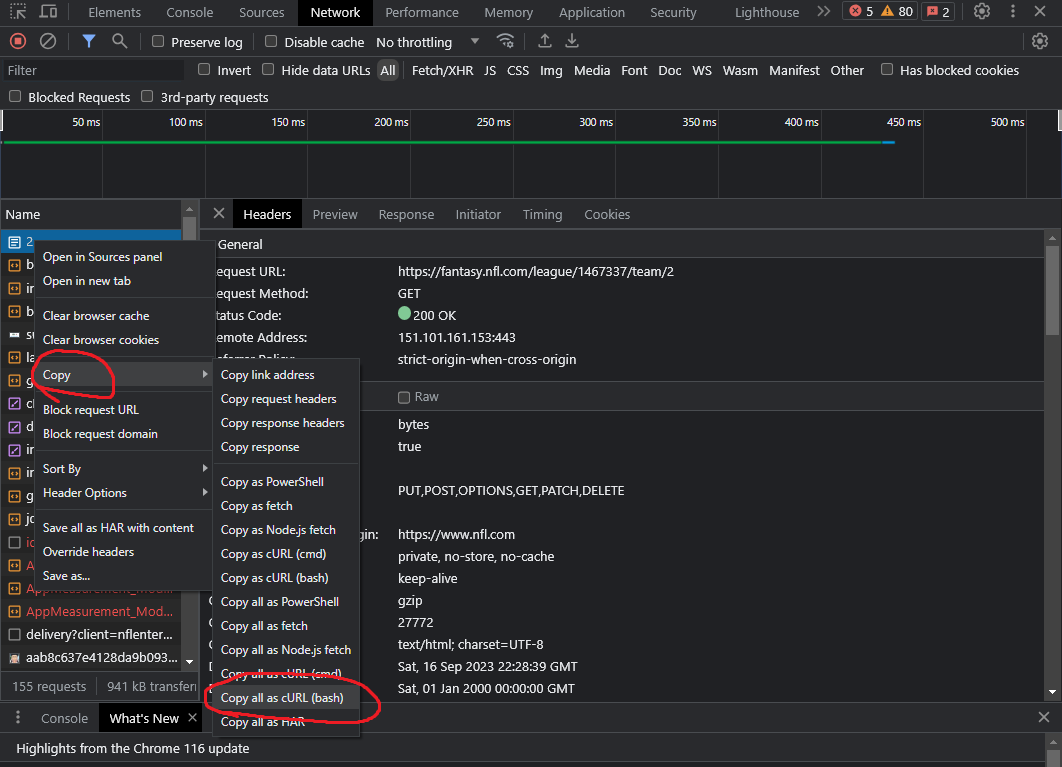 Elements Console Sources Network Performance Memory Application Security Lighthouse 5 80 2
Preserve log Disable cache No throttling
Filter Invert Hide data URLs All Fetch/XHR JS CSS Img Media Font Doc WS Wasm Manifest Other Has blocked cookies
Blocked Requests 3rd-party requests
50 ms 100 ms 150 ms 200 ms 250 ms 300 ms 350 ms 400 ms 450 ms 500 ms
Name
Headers Preview Response Initiator Timing Cookies
2
Open in Sources panel
Open in new tab
Clear browser cache
Clear browser cookies
Copy
Block request URL
Block request domain
Sort By
Header Options
Save all as HAR with content
Override headers
Save as...
AppMeasurement_Mod...
delivery?client=nflenter...
aab8c637e4128da9b093...
155 requests 941 kB transferr
Copy link address
Copy request headers
Copy response headers
Copy response
Copy as PowerShell
Copy as fetch
Copy as Node.js fetch
Copy as cURL (cmd)
Copy as cURL (bash)
Copy all as PowerShell
Copy all as fetch
Copy all as Node.js fetch
Copy all as cURL (cmd)
Copy all as cURL (bash)
Copy all as HAR
General
equest URL: https://fantasy.nfl.com/league/1467337/team/2
equest Method: GET
tatus Code: 200 OK
emote Address: 151.101.161.153:443
eferrer Policy: strict-origin-when-cross-origin
Raw
bytes
true
PUT,POST,OPTIONS,GET,PATCH,DELETE
gin: https://www.nfl.com
private, no-store, no-cache
keep-alive
gzip
27772
text/html; charset=UTF-8
Sat, 16 Sep 2023 22:28:39 GMT
Sat, 01 Jan 2000 00:00:00 GMT
Console What's New
Highlights from the Chrome 116 update